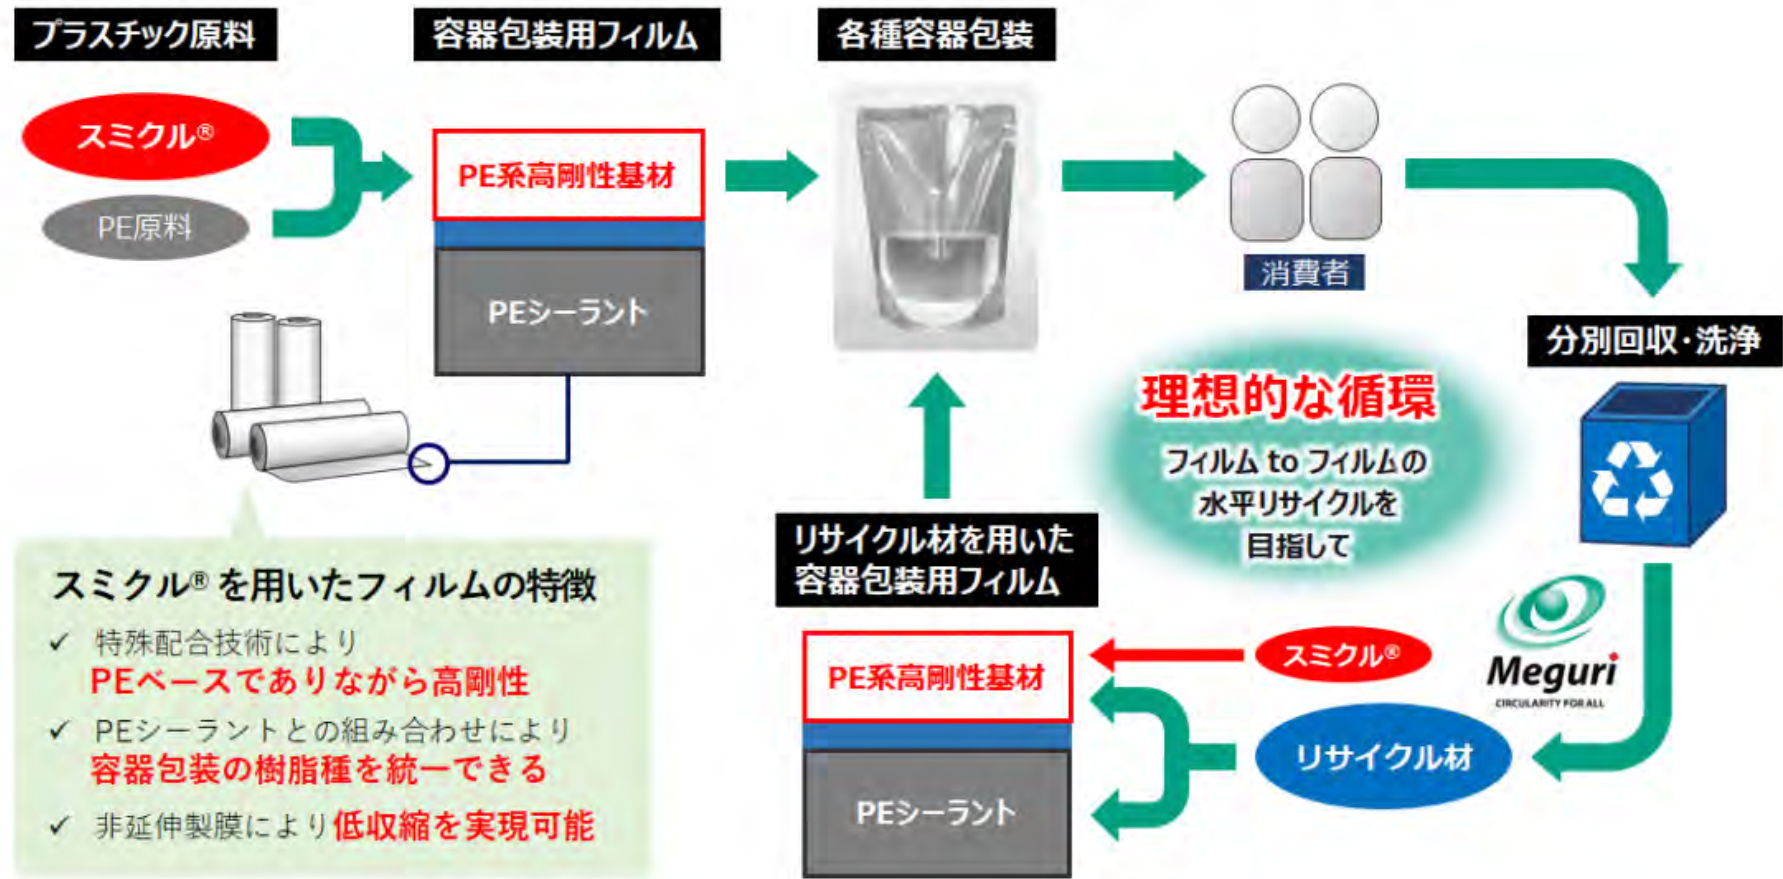 プラスチック原料
容器包装用フィルム
各種容器包装
スミクル®
PE原料
PE系高剛性基材
PEシーラント
消費者
分別回収・洗浄
理想的な循環
フィルム to フィルムの
水平リサイクルを
目指して
スミクル® を用いたフィルムの特徴
✓ 特殊配合技術により
PEベースでありながら高剛性
✓ PEシーラントとの組み合わせにより
容器包装の樹脂種を統一できる
✓ 非延伸製膜により低収縮を実現可能
リサイクル材を用いた
容器包装用フィルム
PE系高剛性基材
PEシーラント
スミクル®
リサイクル材
Meguri
CIRCULARITY FOR ALL